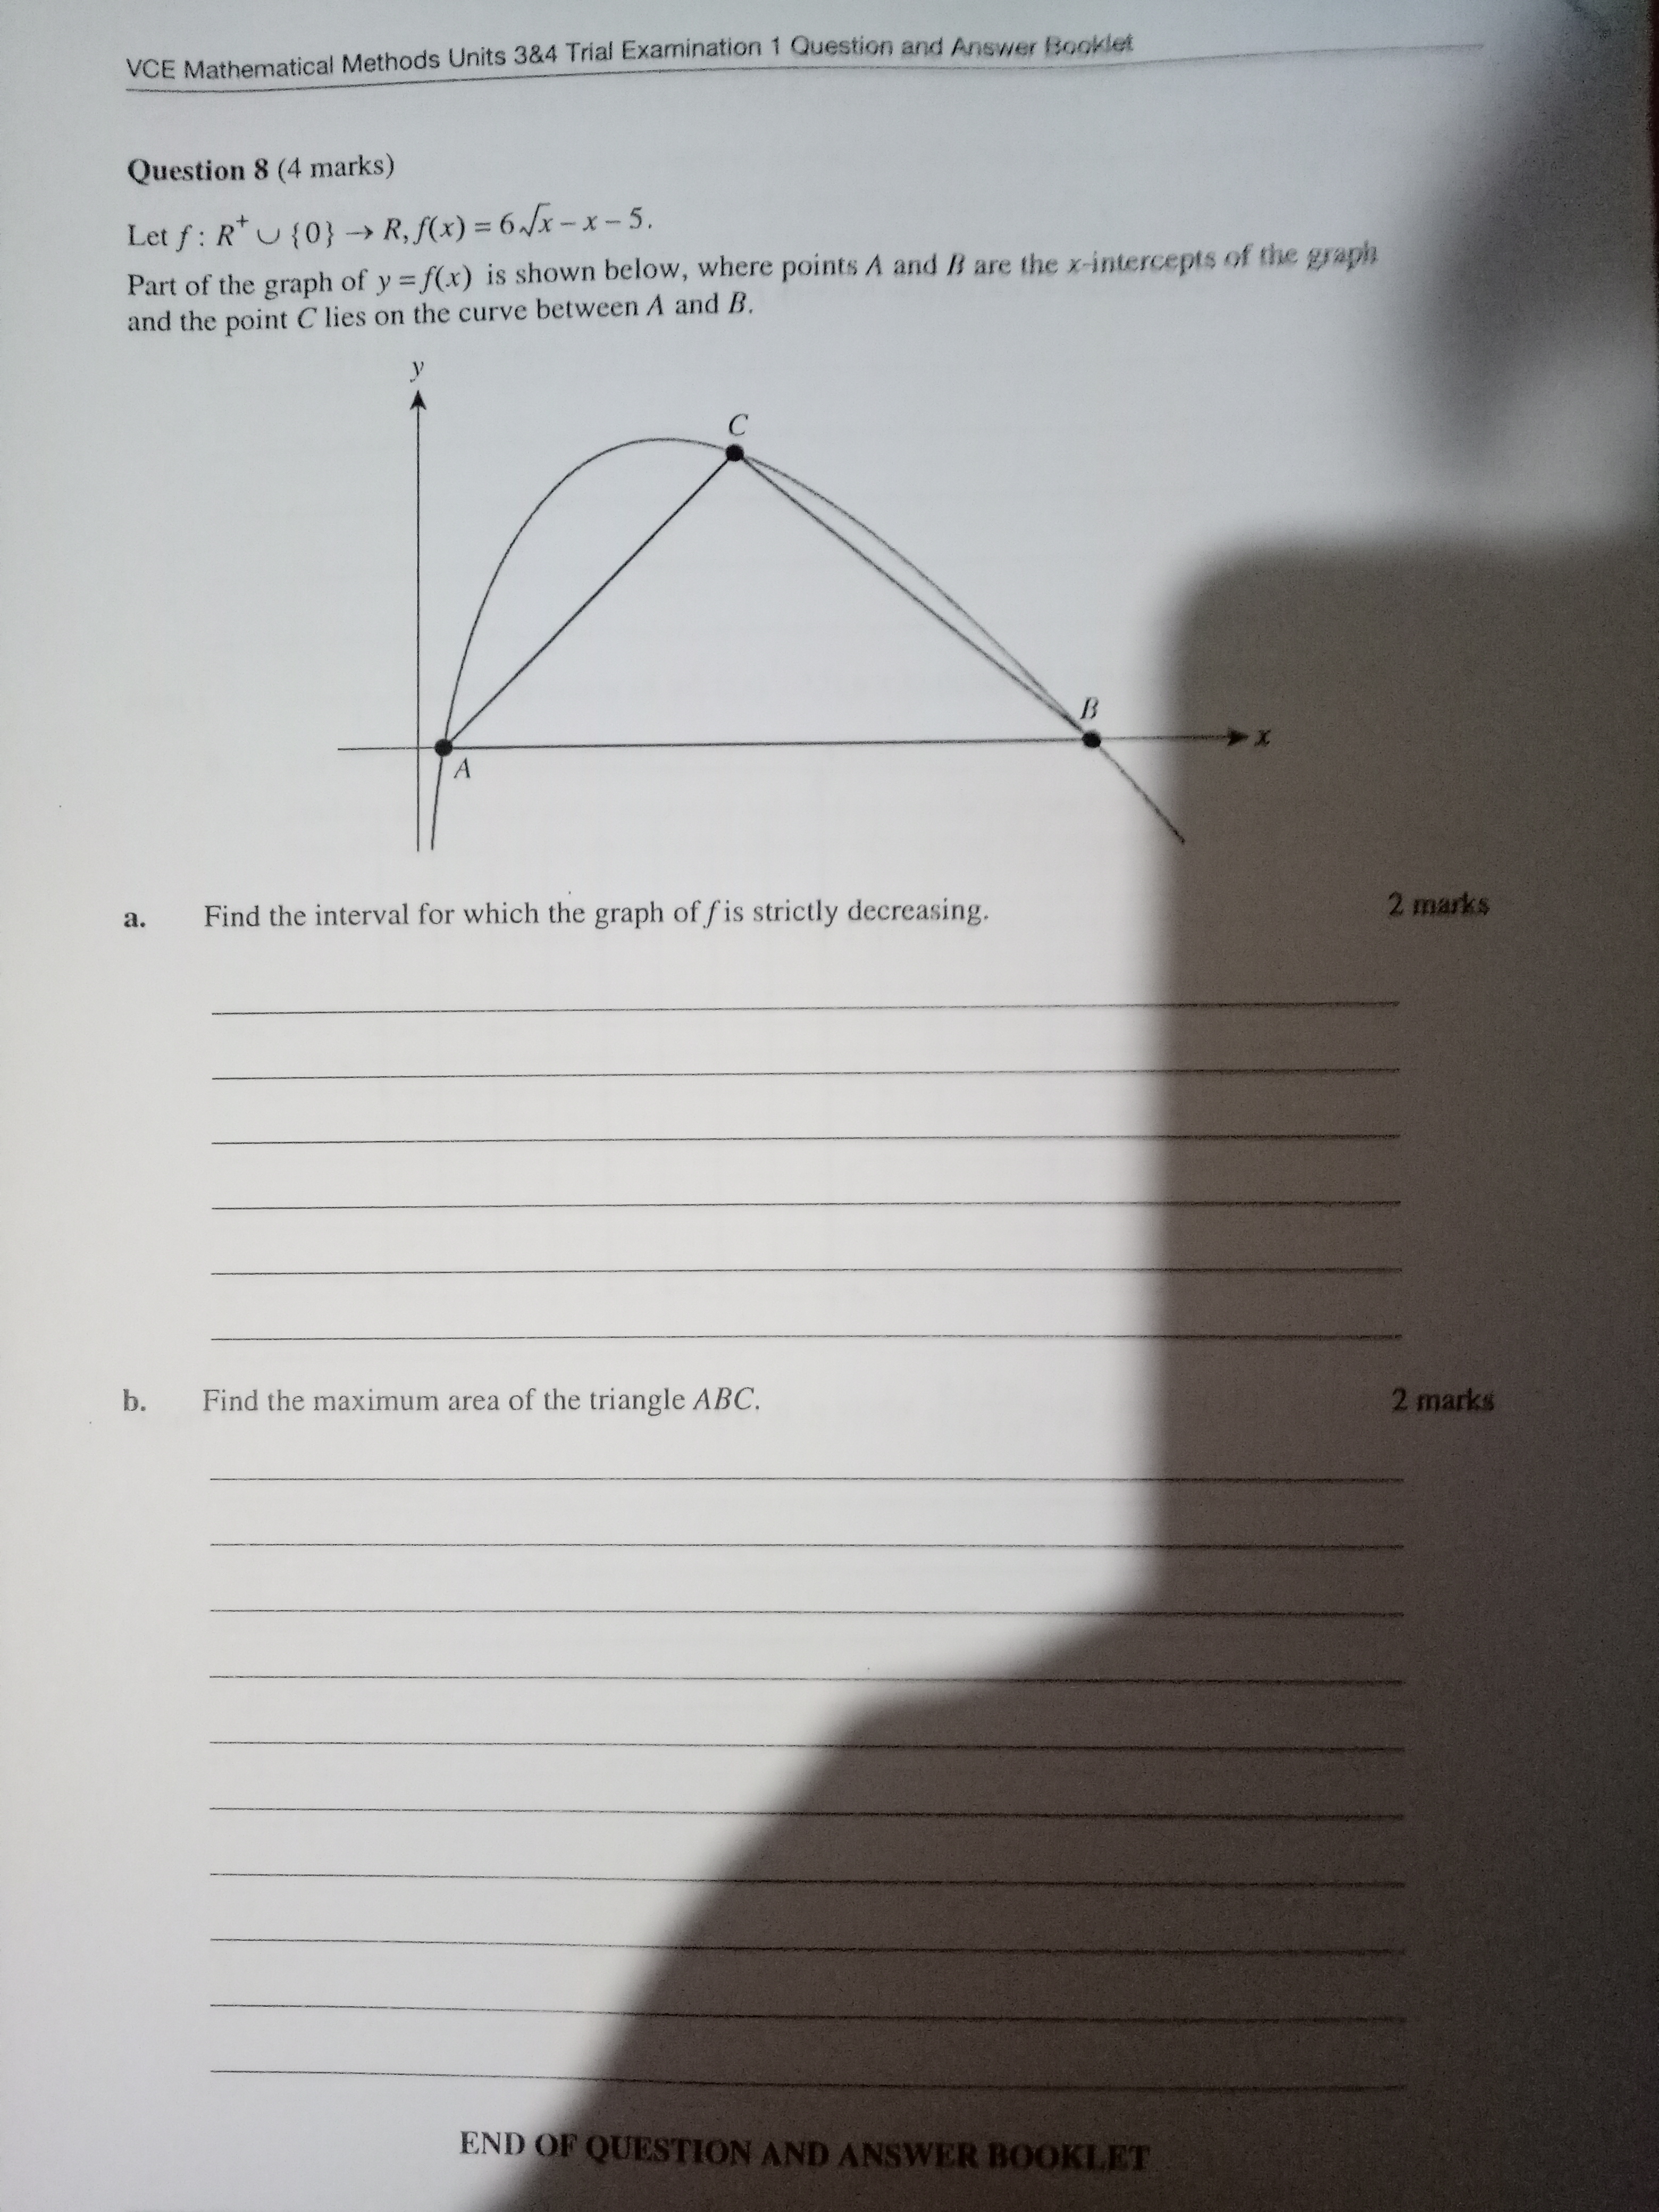 VCE Mathematical Methods Units 3&4 Trial Examination 1 Question and Answer Booklet
Question 8 (4 marks)
Let f : R⁺ ∪ {0} → R, f(x) = 6√x – x – 5.
Part of the graph of y = f(x) is shown below, where points A and B are the x-intercepts of the graph
and the point C lies on the curve between A and B.
y
C
B
x
A
a. Find the interval for which the graph of f is strictly decreasing. 2 marks
b. Find the maximum area of the triangle ABC. 2 marks
END OF QUESTION AND ANSWER BOOKLET